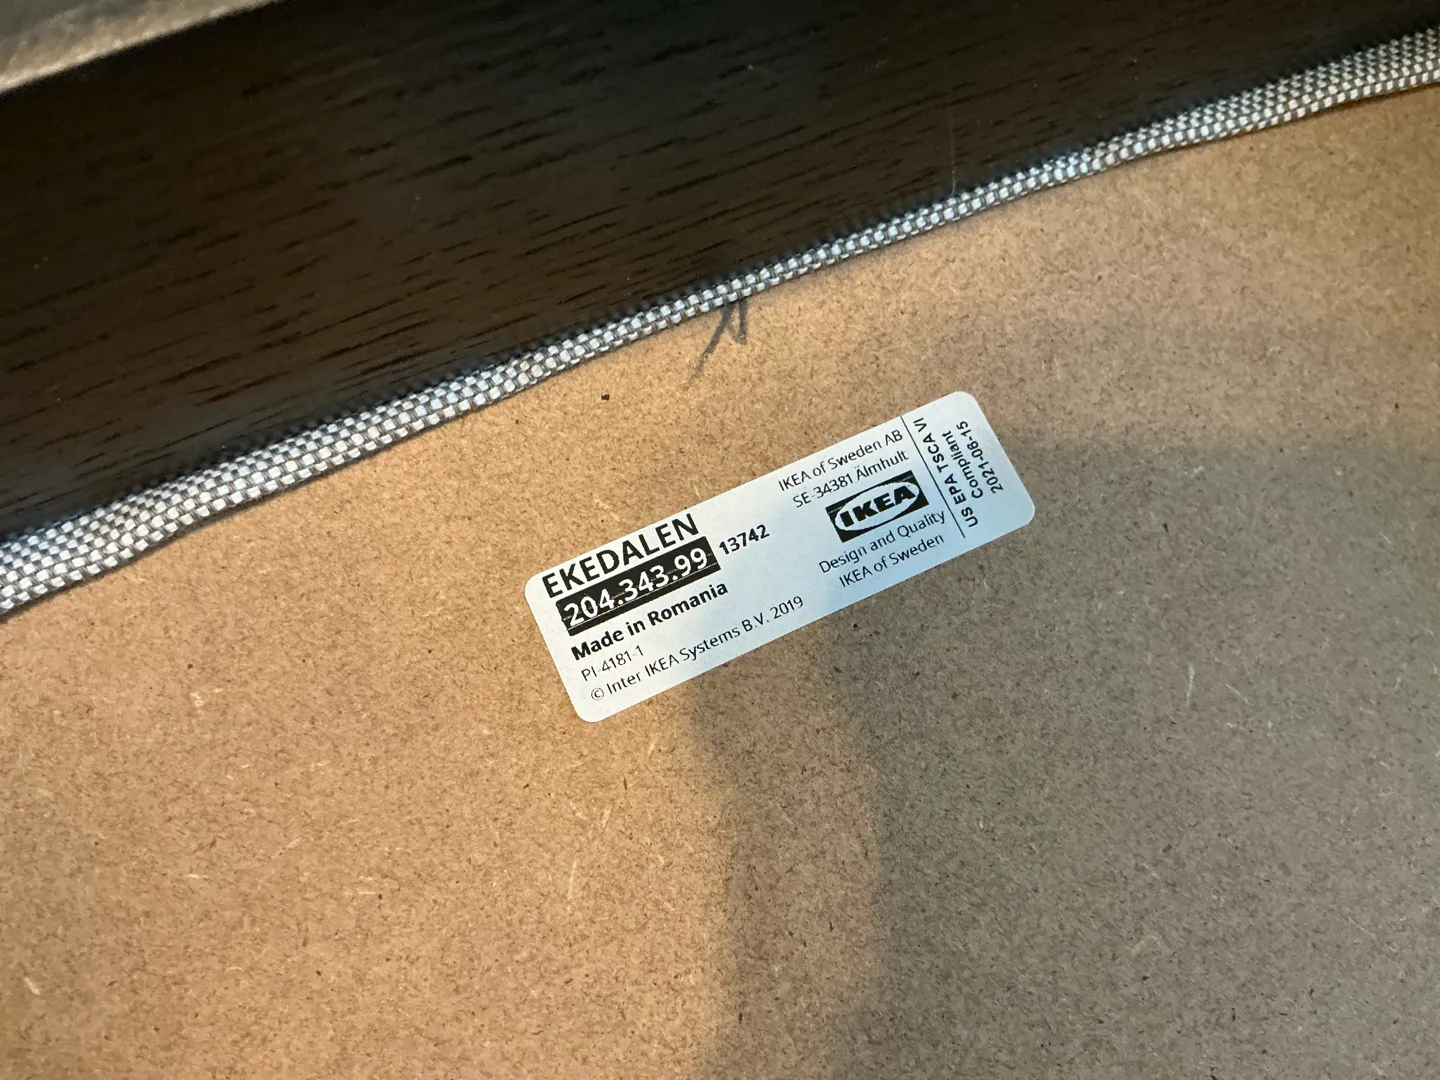 EKEDALEN
204.343.99 13742
Made in Romania
PI-4181-1
© Inter IKEA Systems B.V. 2019
IKEA of Sweden AB
SE-34381 Älmhult
IKEA
Design and Quality
IKEA of Sweden
US EPA TSCA VI
Compliant
2021-06-15